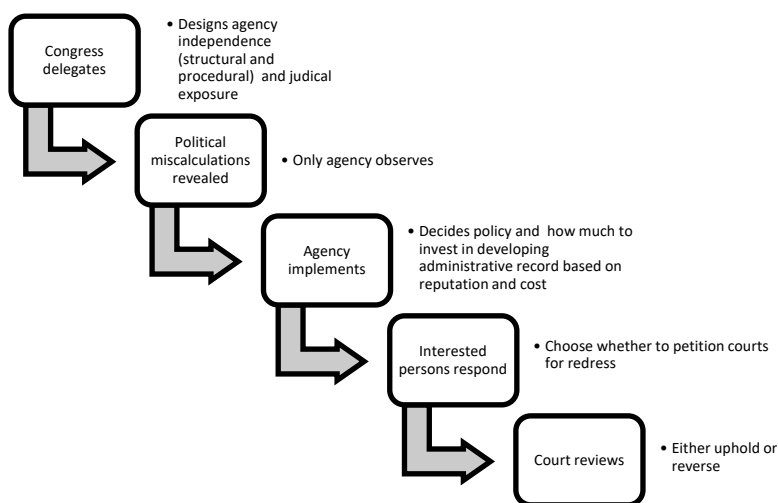 Congress
delegates
• Designs agency
independence
(structural and
procedural) and judical
exposure
Political
miscalculations
revealed
• Only agency observes
Agency
implements
• Decides policy and how much to
invest in developing
administrative record based on
reputation and cost
Interested
persons respond
• Choose whether to petition courts
for redress
Court reviews
• Either uphold or
reverse